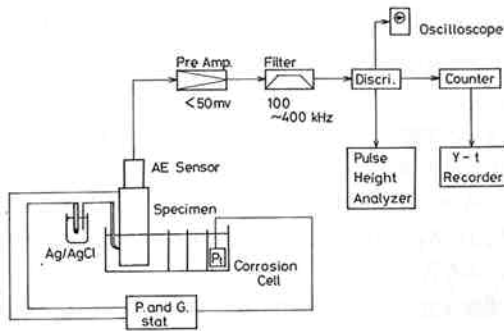 Oscilloscope
Pre Amp.
Filter
Discri.
Counter
<50mv
100
~400 kHz
Pulse
Height
Analyzer
Y-t
Recorder
AE Sensor
Specimen
Ag/AgCl
Pt
Corrosion
Cell
P. and G.
stat